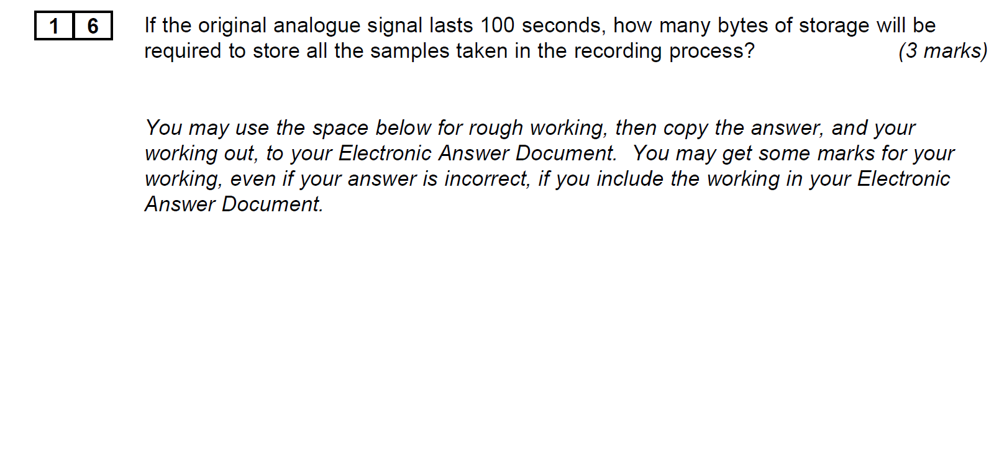 1 6 If the original analogue signal lasts 100 seconds, how many bytes of storage will be
required to store all the samples taken in the recording process? (3 marks)
You may use the space below for rough working, then copy the answer, and your
working out, to your Electronic Answer Document. You may get some marks for your
working, even if your answer is incorrect, if you include the working in your Electronic
Answer Document.